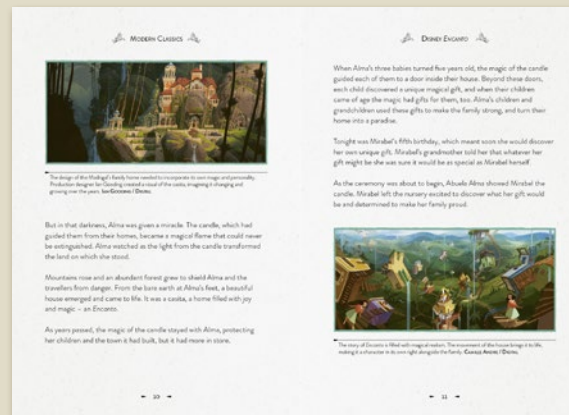 Modern Classics
The design of the Madrigal's family home needed to incorporate its own magic and personality.
Production designer Ian Gooding created a visual of the casita, imagining it changing and
growing over the years. Ian Gooding / Digital
But in that darkness, Alma was given a miracle. The candle, which had
guided them from their homes, became a magical flame that could never
be extinguished. Alma watched as the light from the candle transformed
the land on which she stood.
Mountains rose and an abundant forest grew to shield Alma and the
travellers from danger. From the bare earth at Alma's feet, a beautiful
house emerged and came to life. It was a casita, a home filled with joy
and magic – an Encanto.
As years passed, the magic of the candle stayed with Alma, protecting
her children and the town it had built, but it had more in store.
10
Disney Encanto
When Alma's three babies turned five years old, the magic of the candle
guided each of them to a door inside their house. Beyond these doors,
each child discovered a unique magical gift, and when their children
came of age the magic had gifts for them, too. Alma's children and
grandchildren used these gifts to make the family strong, and turn their
home into a paradise.
Tonight was Mirabel's fifth birthday, which meant soon she would discover
her own unique gift. Mirabel's grandmother told her that whatever her
gift might be she was sure it would be as special as Mirabel herself.
As the ceremony was about to begin, Abuela Alma showed Mirabel the
candle. Mirabel left the nursery excited to discover what her gift would
be and determined to make her family proud.
The story of Encanto is filled with magical realism. The movement of the house brings it to life,
making it a character in its own right alongside the family. Camille Andre / Digital
11